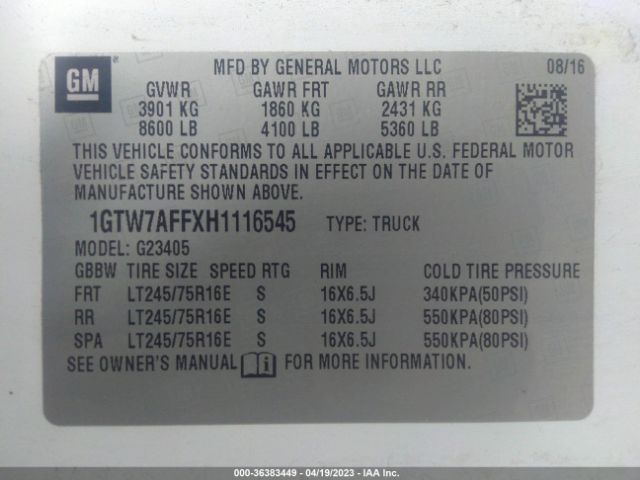 GM
MFD BY GENERAL MOTORS LLC 08/16
GVWR GAWR FRT GAWR RR
3901 KG 1860 KG 2431 KG
8600 LB 4100 LB 5360 LB
THIS VEHICLE CONFORMS TO ALL APPLICABLE U.S. FEDERAL MOTOR
VEHICLE SAFETY STANDARDS IN EFFECT ON THE DATE OF
MANUFACTURE SHOWN ABOVE.
1GTW7AFFXH1116545 TYPE: TRUCK
MODEL: G23405
GBBW TIRE SIZE SPEED RTG RIM COLD TIRE PRESSURE
FRT LT245/75R16E S 16X6.5J 340KPA(50PSI)
RR LT245/75R16E S 16X6.5J 550KPA(80PSI)
SPA LT245/75R16E S 16X6.5J 550KPA(80PSI)
SEE OWNER'S MANUAL i FOR MORE INFORMATION.
000-36383449 - 04/19/2023 - IAA Inc.